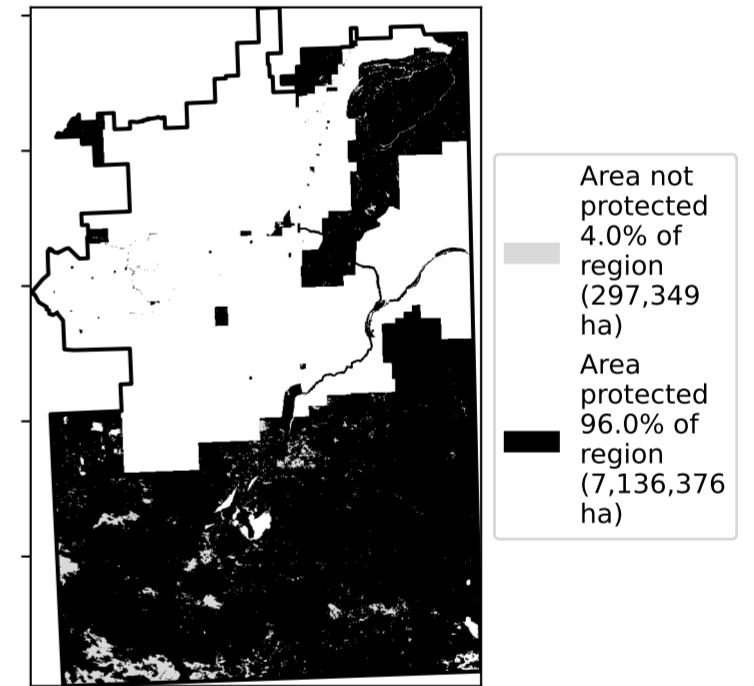 Area not
protected
4.0% of
region
(297,349
ha)
Area
protected
96.0% of
region
(7,136,376
ha)